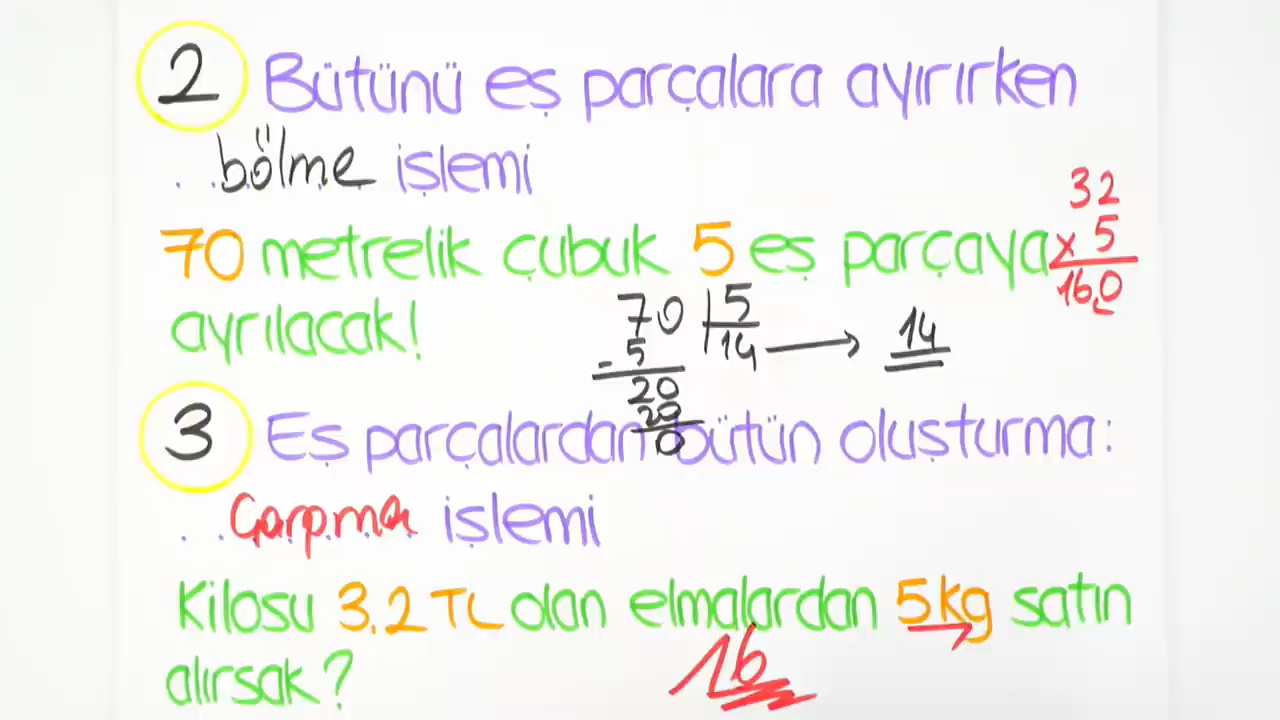 2 Bütünü eş parçalara ayırırken
bölme işlemi
70 metrelik çubuk 5 eş parçaya
ayrılacak!
32
x 5
16,0
70 | 5
14 → 14
- 5
20
20
0
3 Eş parçalardan bütün oluşturma:
Çarpma işlemi
Kilosu 3.2 TL olan elmalardan 5kg satın
alırsak?
16